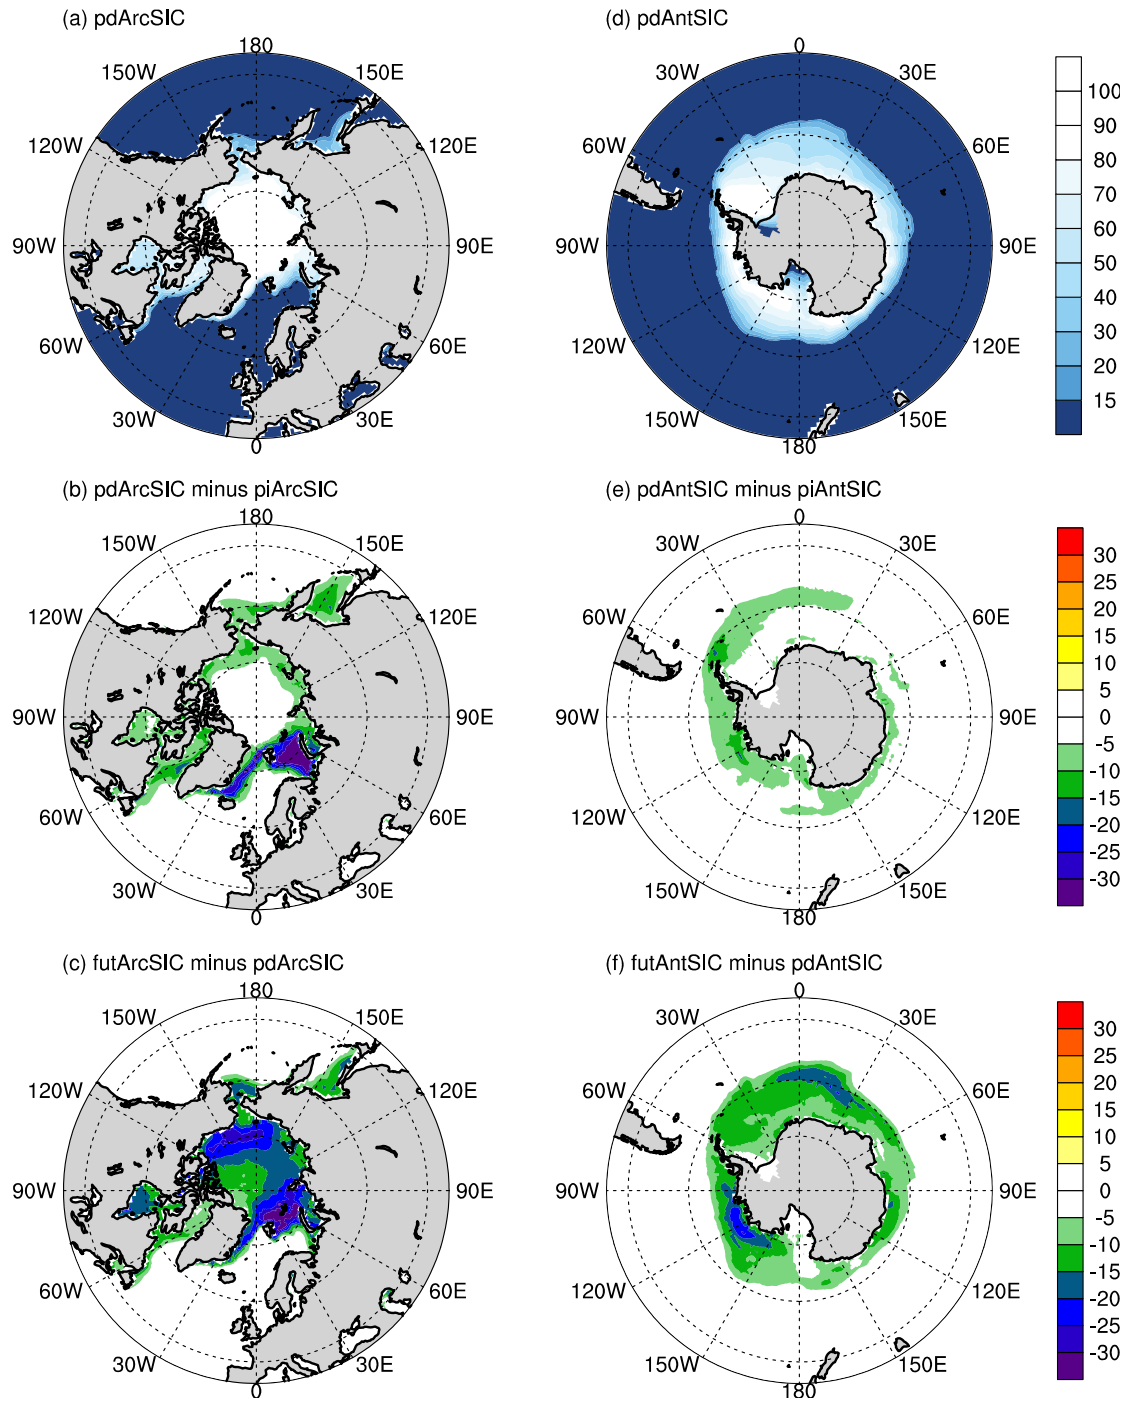 (a) pdArcSIC
180
150W
150E
120W
120E
90W
90E
60W
60E
30W
30E
0
(d) pdAntSIC
0
30W
30E
60W
60E
90W
90E
120W
120E
150W
150E
180
100
90
80
70
60
50
40
30
20
15
(b) pdArcSIC minus piArcSIC
180
150W
150E
120W
120E
90W
90E
60W
60E
30W
30E
0
(e) pdAntSIC minus piAntSIC
0
30W
30E
60W
60E
90W
90E
120W
120E
150W
150E
180
30
25
20
15
10
5
0
-5
-10
-15
-20
-25
-30
(c) futArcSIC minus pdArcSIC
180
150W
150E
120W
120E
90W
90E
60W
60E
30W
30E
0
(f) futAntSIC minus pdAntSIC
0
30W
30E
60W
60E
90W
90E
120W
120E
150W
150E
180
30
25
20
15
10
5
0
-5
-10
-15
-20
-25
-30